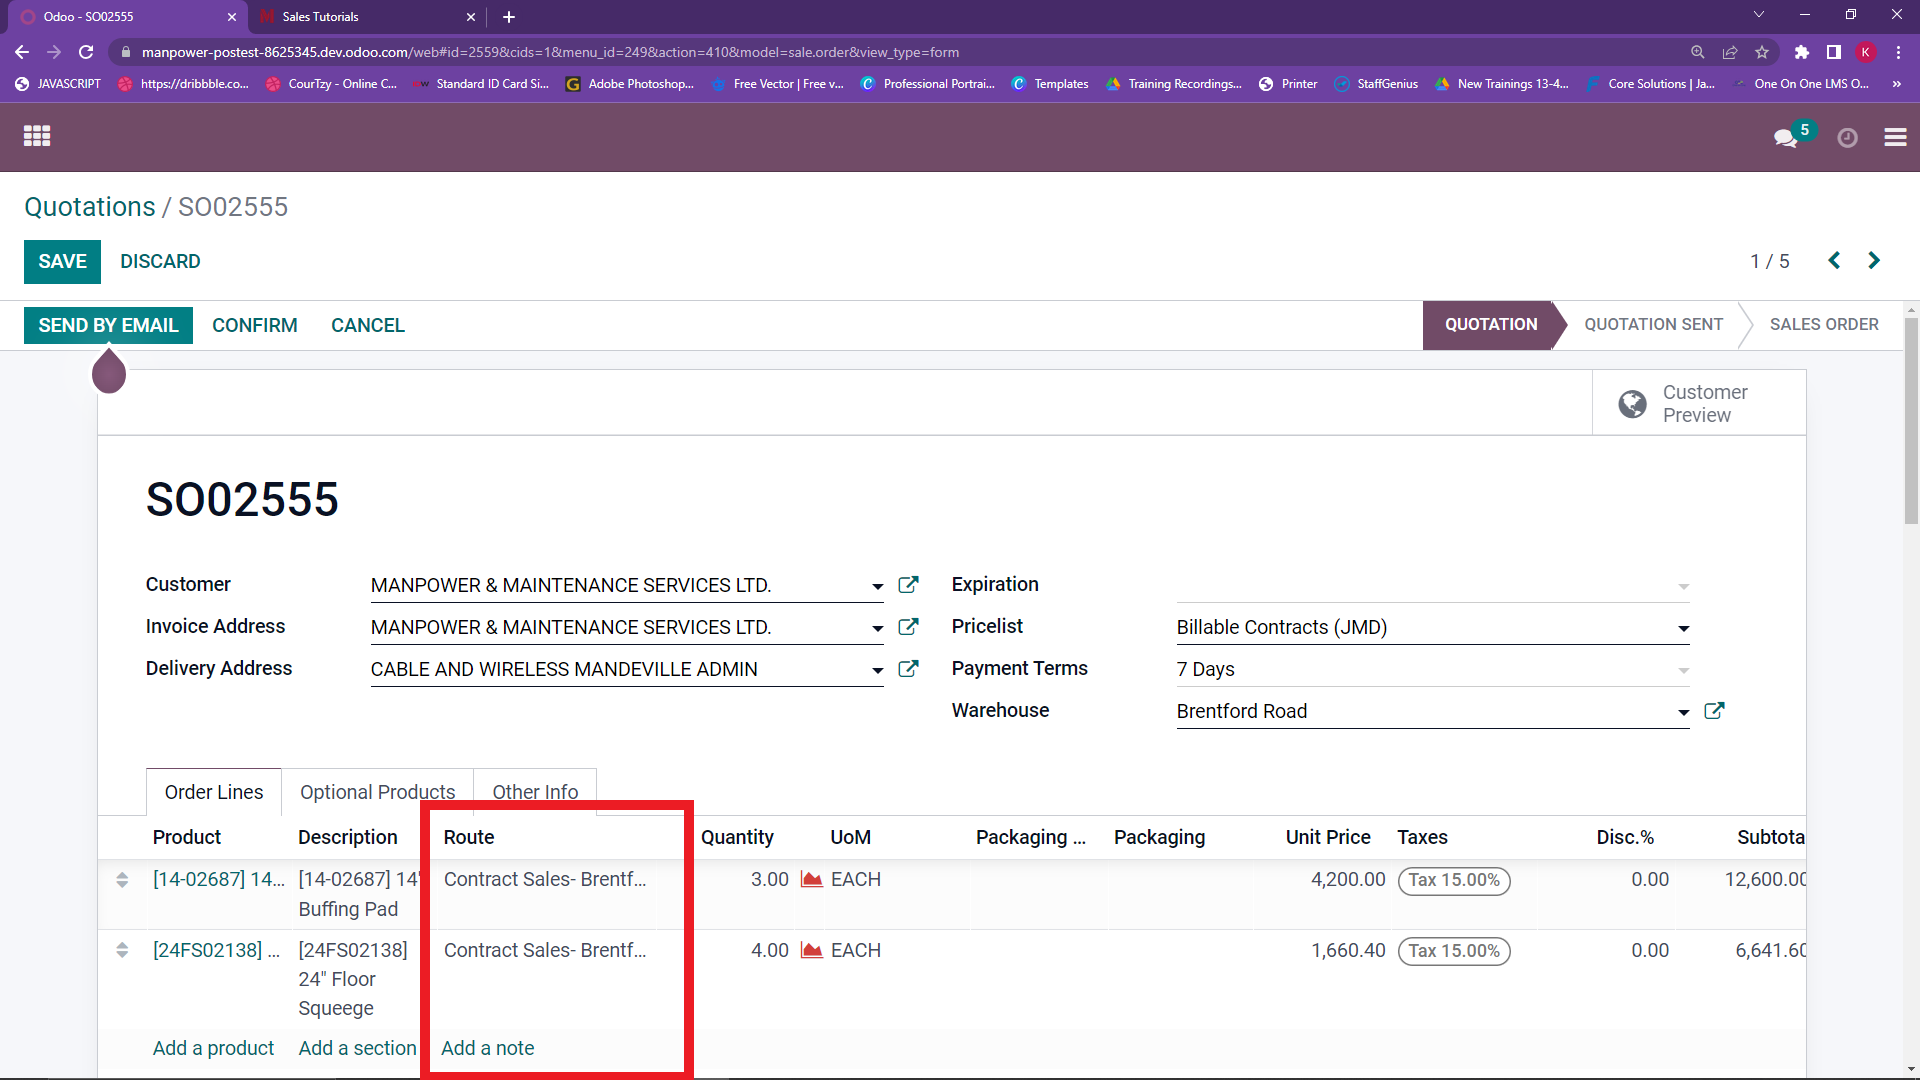 Odoo - SO02555
Sales Tutorials
manpower-postest-8625345.dev.odoo.com/web#id=2559&cids=1&menu_id=249&action=410&model=sale.order&view_type=form
K
JAVASCRIPT
https://dribbble.co...
CourTzy - Online C...
Standard ID Card Si...
Adobe Photoshop...
Free Vector | Free v...
Professional Portrai...
Templates
Training Recordings...
Printer
StaffGenius
New Trainings 13-4...
Core Solutions | Ja...
One On One LMS O...
5
Quotations / SO02555
SAVE DISCARD
1 / 5
SEND BY EMAIL CONFIRM CANCEL
QUOTATION QUOTATION SENT SALES ORDER
Customer
Preview
SO02555
Customer MANPOWER & MAINTENANCE SERVICES LTD. Expiration
Invoice Address MANPOWER & MAINTENANCE SERVICES LTD. Pricelist Billable Contracts (JMD)
Delivery Address CABLE AND WIRELESS MANDEVILLE ADMIN Payment Terms 7 Days
Warehouse Brentford Road
Order Lines Optional Products Other Info
Product Description Route Quantity UoM Packaging ... Packaging Unit Price Taxes Disc.% Subtota
[14-02687] 14... [14-02687] 14" Contract Sales- Brentf... 3.00 EACH 4,200.00 Tax 15.00% 0.00 12,600.00
Buffing Pad
[24FS02138] ... [24FS02138] Contract Sales- Brentf... 4.00 EACH 1,660.40 Tax 15.00% 0.00 6,641.60
24" Floor
Squeege
Add a product Add a section Add a note